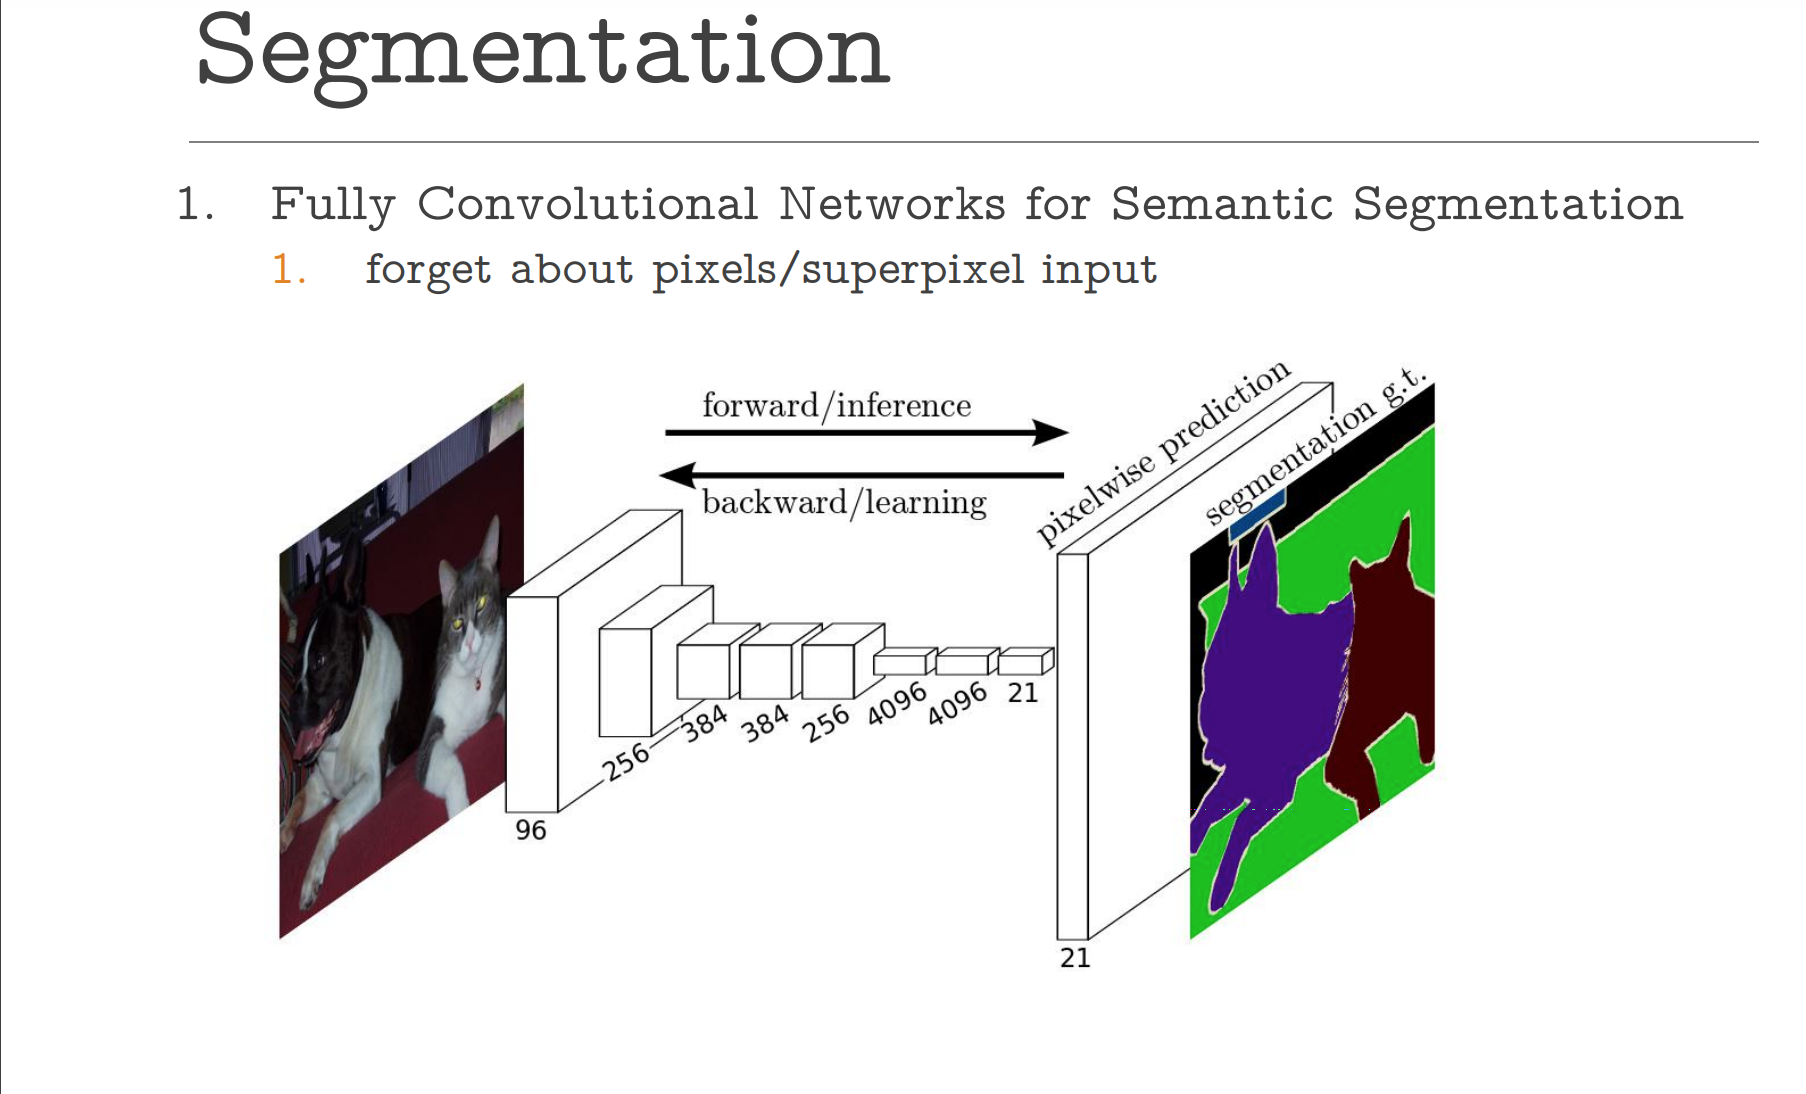 Segmentation
1. Fully Convolutional Networks for Semantic Segmentation
1. forget about pixels/superpixel input
forward/inference
backward/learning
pixelwise prediction
segmentation g.t.
96
256
384
384
256
4096
4096
21
21